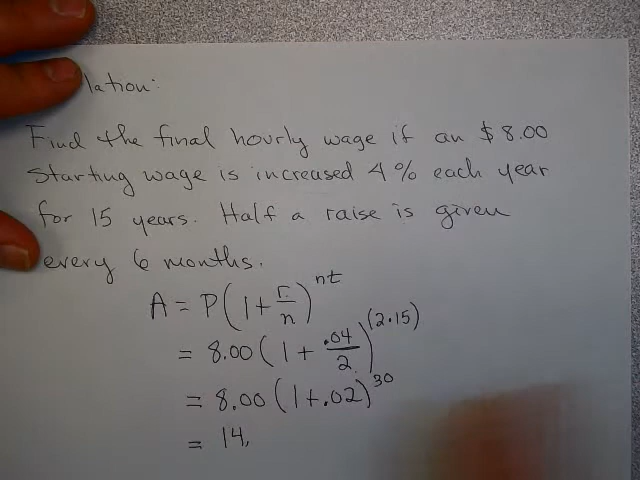 lation:
Find the final hourly wage if an $8.00
Starting wage is increased 4% each year
for 15 years. Half a raise is given
every 6 months.
A = P(1 + r/n)^nt
= 8.00(1 + .04/2)^(2·15)
= 8.00(1+.02)^30
= 14.